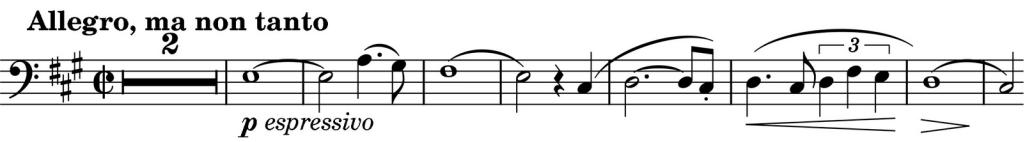 Allegro, ma non tanto
2
3
p espressivo